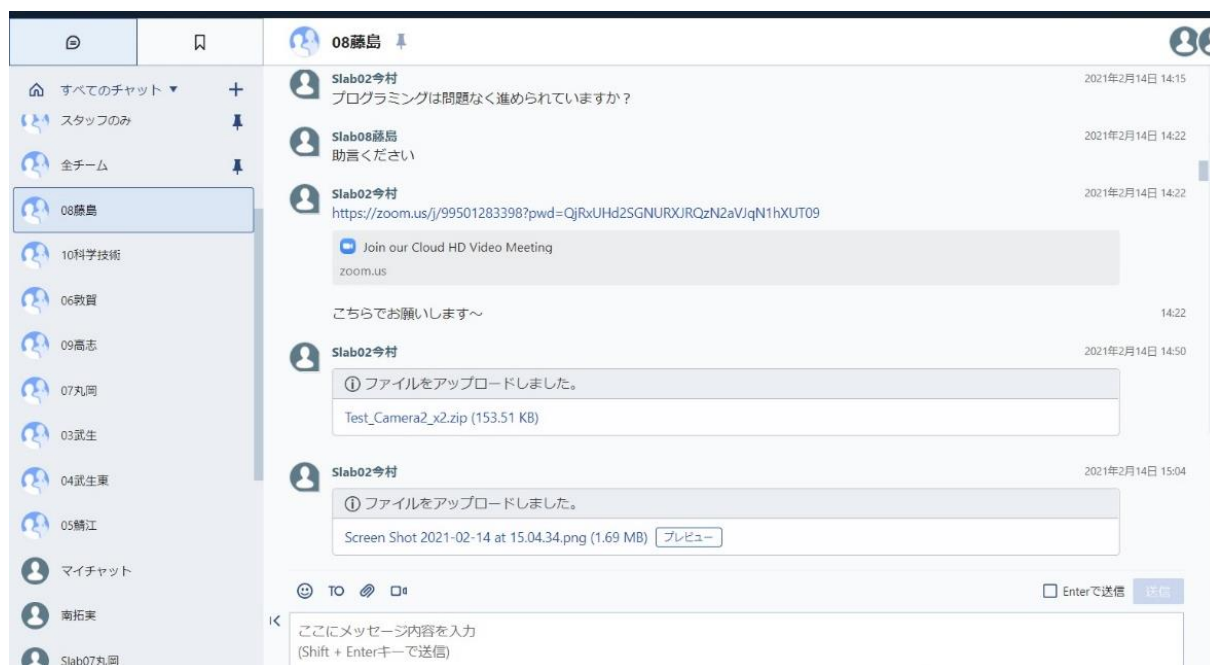 すべてのチャット ▼
スタッフのみ
全チーム
08藤島
10科学技術
06敦賀
09高志
07丸岡
03武生
04武生東
05鯖江
マイチャット
南拓実
Slab07丸岡
08藤島
Slab02今村 2021年2月14日 14:15
プログラミングは問題なく進められていますか？
Slab08藤島 2021年2月14日 14:22
助言ください
Slab02今村 2021年2月14日 14:22
https://zoom.us/j/99501283398?pwd=QjRxUHd2SGNURXJRQzN2aVJqN1hXUT09
Join our Cloud HD Video Meeting
zoom.us
こちらでお願いします～ 14:22
Slab02今村 2021年2月14日 14:50
ファイルをアップロードしました。
Test_Camera2_x2.zip (153.51 KB)
Slab02今村 2021年2月14日 15:04
ファイルをアップロードしました。
Screen Shot 2021-02-14 at 15.04.34.png (1.69 MB) プレビュー
TO Enterで送信 送信
ここにメッセージ内容を入力
(Shift + Enterキーで送信)